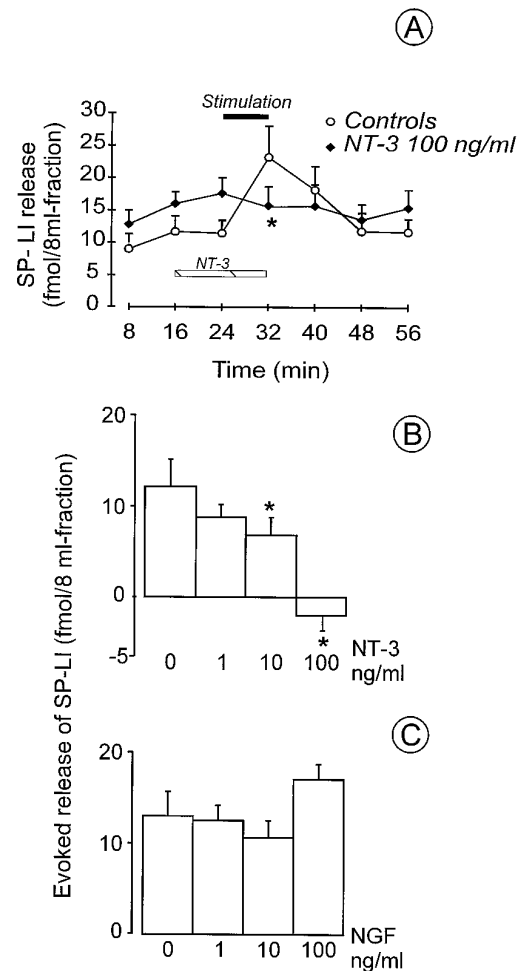 A
Stimulation
Controls
NT-3 100 ng/ml
SP-LI release
(fmol/8ml-fraction)
30
25
20
15
10
5
0
*
NT-3
8 16 24 32 40 48 56
Time (min)
B
Evoked release of SP-LI (fmol/8 ml-fraction)
20
10
0
-5
*
*
0 1 10 100 NT-3
ng/ml
C
20
10
0
0 1 10 100 NGF
ng/ml